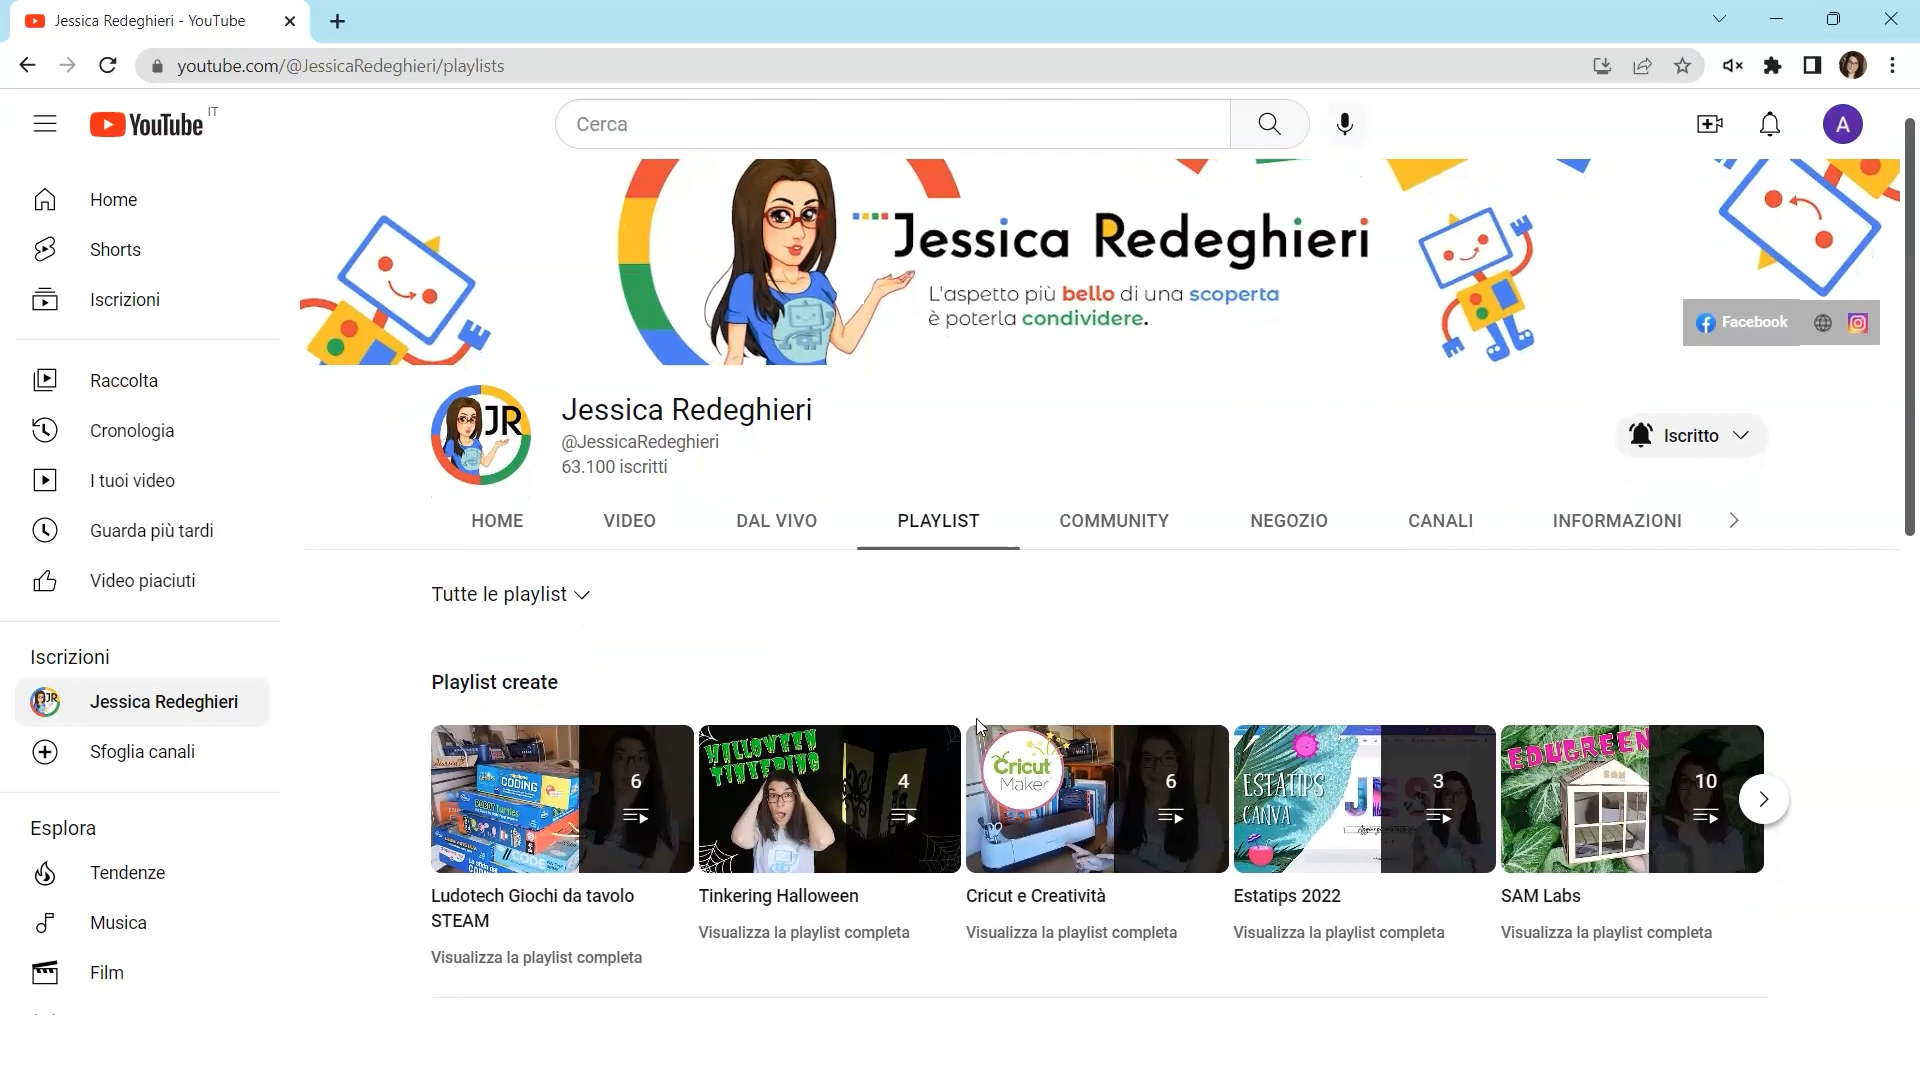 Jessica Redeghieri - YouTube
youtube.com/@JessicaRedeghieri/playlists
YouTube IT
Cerca
A
Home
Shorts
Iscrizioni
Raccolta
Cronologia
I tuoi video
Guarda più tardi
Video piaciuti
Iscrizioni
JR Jessica Redeghieri
Sfoglia canali
Esplora
Tendenze
Musica
Film
Jessica Redeghieri
L'aspetto più bello di una scoperta
è poterla condividere.
Facebook
JR
Jessica Redeghieri
@JessicaRedeghieri
63.100 iscritti
Iscritto
HOME VIDEO DAL VIVO PLAYLIST COMMUNITY NEGOZIO CANALI INFORMAZIONI
Tutte le playlist
Playlist create
CODING
6
Ludotech Giochi da tavolo
STEAM
Visualizza la playlist completa
HALLOWEEN
TINKERING
4
Tinkering Halloween
Visualizza la playlist completa
Cricut
Maker
6
Cricut e Creatività
Visualizza la playlist completa
ESTATIPS
CANVA
3
Estatips 2022
Visualizza la playlist completa
EDUGREEN
SAM
10
SAM Labs
Visualizza la playlist completa